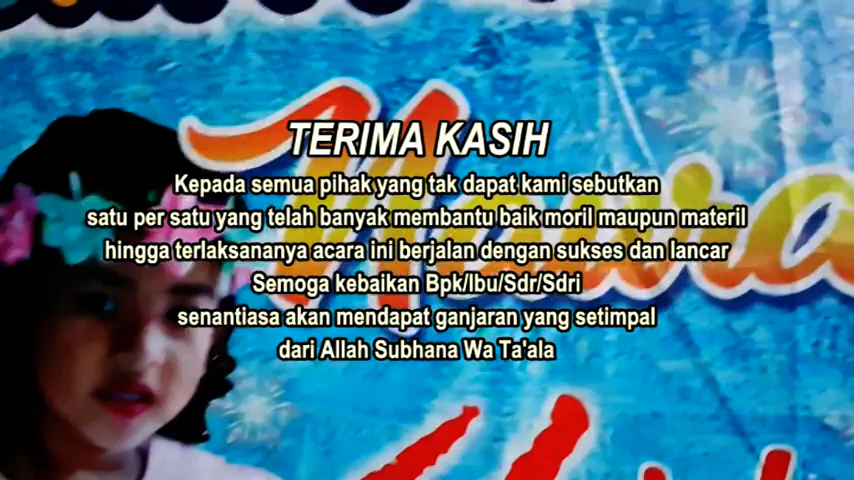 TERIMA KASIH
Kepada semua pihak yang tak dapat kami sebutkan
satu per satu yang telah banyak membantu baik moril maupun materil
hingga terlaksananya acara ini berjalan dengan sukses dan lancar
Semoga kebaikan Bpk/Ibu/Sdr/Sdri
senantiasa akan mendapat ganjaran yang setimpal
dari Allah Subhana Wa Ta'ala
Nawra